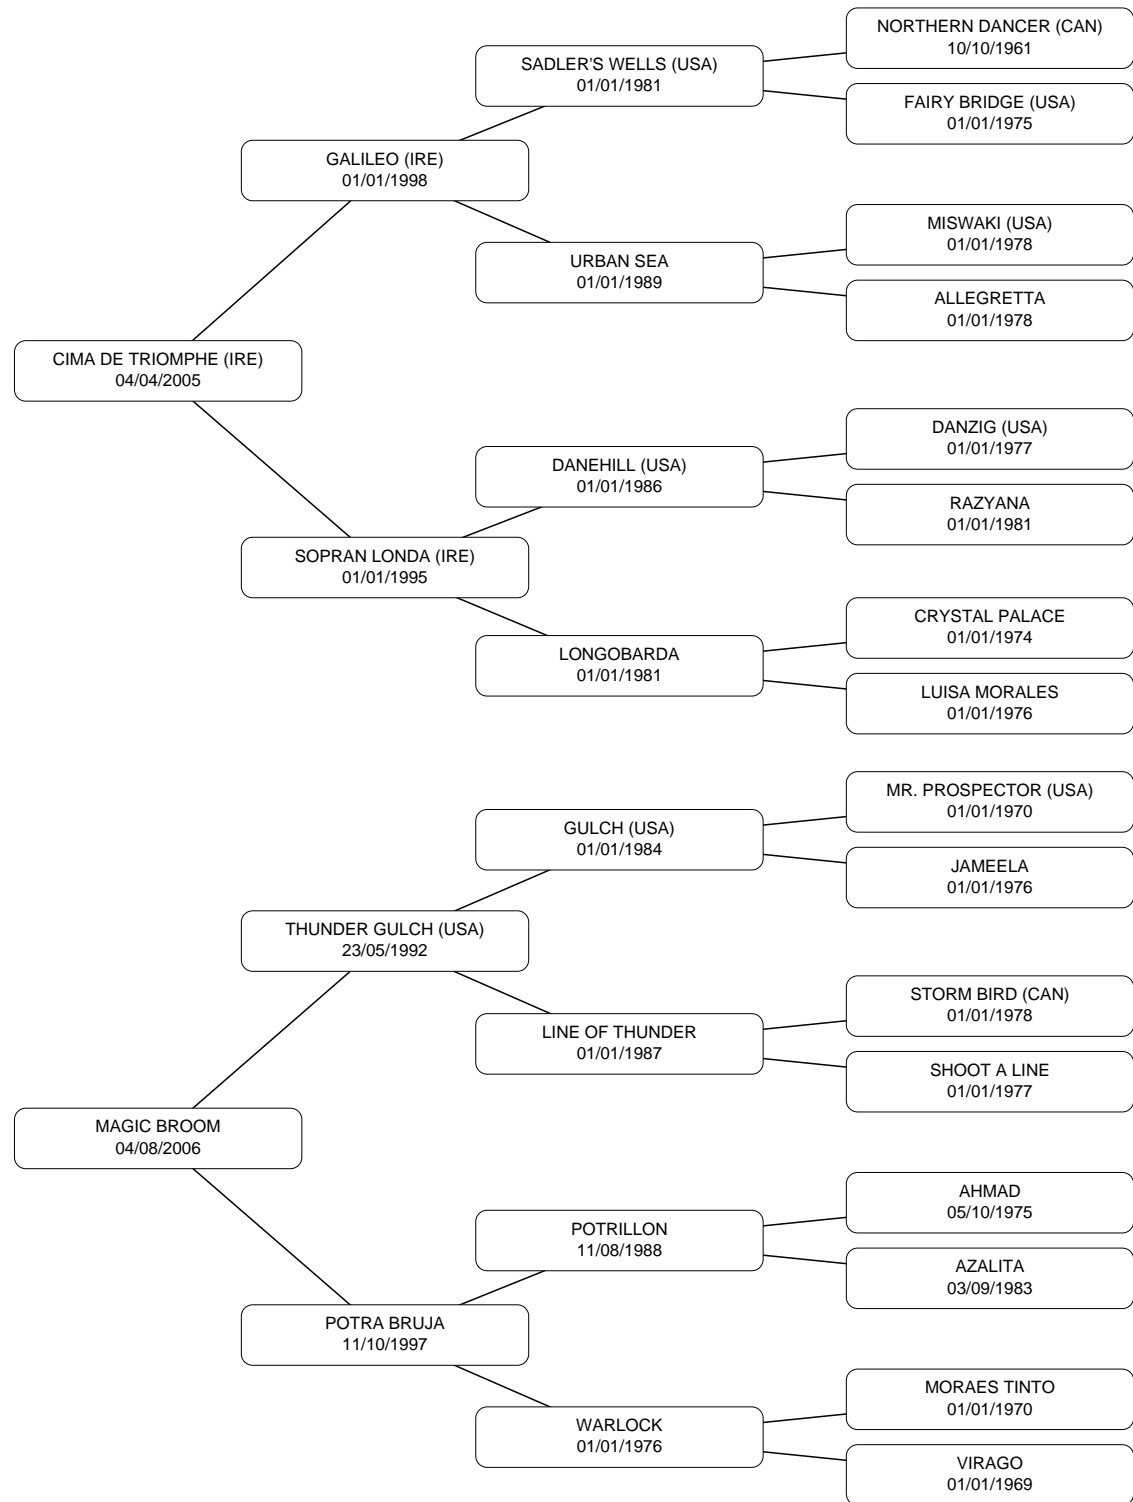 NORTHERN DANCER (CAN)
10/10/1961
SADLER'S WELLS (USA)
01/01/1981
FAIRY BRIDGE (USA)
01/01/1975
GALILEO (IRE)
01/01/1998
MISWAKI (USA)
01/01/1978
URBAN SEA
01/01/1989
ALLEGRETTA
01/01/1978
CIMA DE TRIOMPHE (IRE)
04/04/2005
DANZIG (USA)
01/01/1977
DANEHILL (USA)
01/01/1986
RAZYANA
01/01/1981
SOPRAN LONDA (IRE)
01/01/1995
CRYSTAL PALACE
01/01/1974
LONGOBARDA
01/01/1981
LUISA MORALES
01/01/1976
MR. PROSPECTOR (USA)
01/01/1970
GULCH (USA)
01/01/1984
JAMEELA
01/01/1976
THUNDER GULCH (USA)
23/05/1992
STORM BIRD (CAN)
01/01/1978
LINE OF THUNDER
01/01/1987
SHOOT A LINE
01/01/1977
MAGIC BROOM
04/08/2006
AHMAD
05/10/1975
POTRILLON
11/08/1988
AZALITA
03/09/1983
POTRA BRUJA
11/10/1997
MORAES TINTO
01/01/1970
WARLOCK
01/01/1976
VIRAGO
01/01/1969